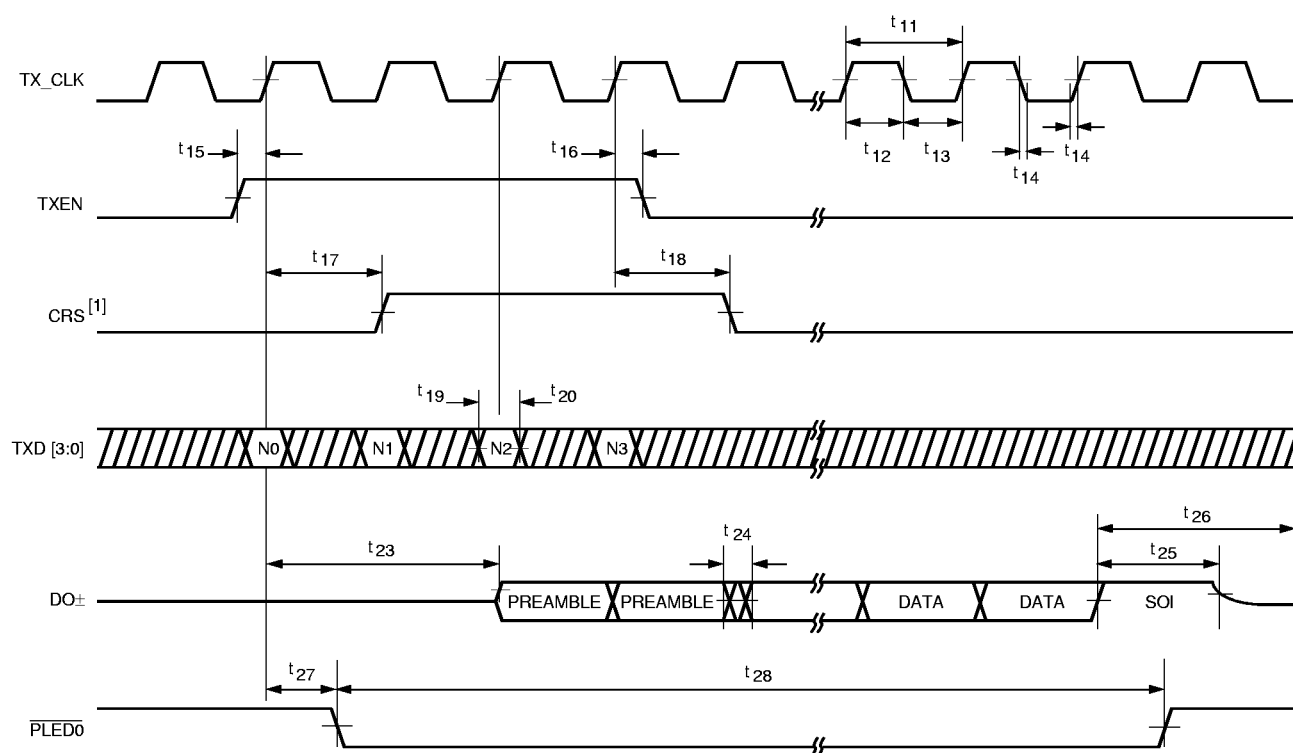 t11
TX_CLK
t15
t16
t12
t13
t14
t14
TXEN
t17
t18
CRS [1]
t19
t20
TXD [3:0]
N0
N1
N2
N3
t23
t24
t26
t25
DO±
PREAMBLE
PREAMBLE
DATA
DATA
SOI
t27
t28
PLED0